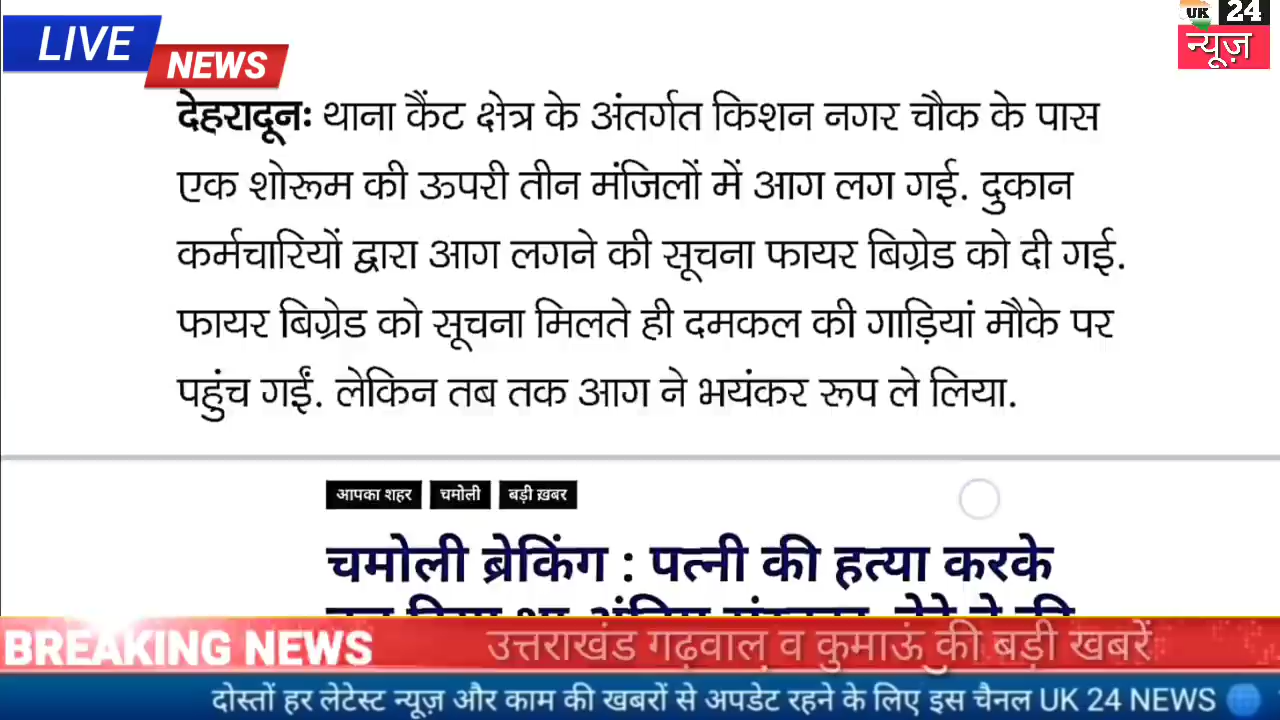 LIVE
NEWS
UK 24
न्यूज़
देहरादूनः थाना कैंट क्षेत्र के अंतर्गत किशन नगर चौक के पास
एक शोरूम की ऊपरी तीन मंजिलों में आग लग गई. दुकान
कर्मचारियों द्वारा आग लगने की सूचना फायर बिग्रेड को दी गई.
फायर बिग्रेड को सूचना मिलते ही दमकल की गाड़ियां मौके पर
पहुंच गईं. लेकिन तब तक आग ने भयंकर रूप ले लिया.
आपका शहर चमोली बड़ी ख़बर
चमोली ब्रेकिंग : पत्नी की हत्या करके
BREAKING NEWS उत्तराखंड गढ़वाल व कुमाऊं की बड़ी खबरें
दोस्तों हर लेटेस्ट न्यूज़ और काम की खबरों से अपडेट रहने के लिए इस चैनल UK 24 NEWS